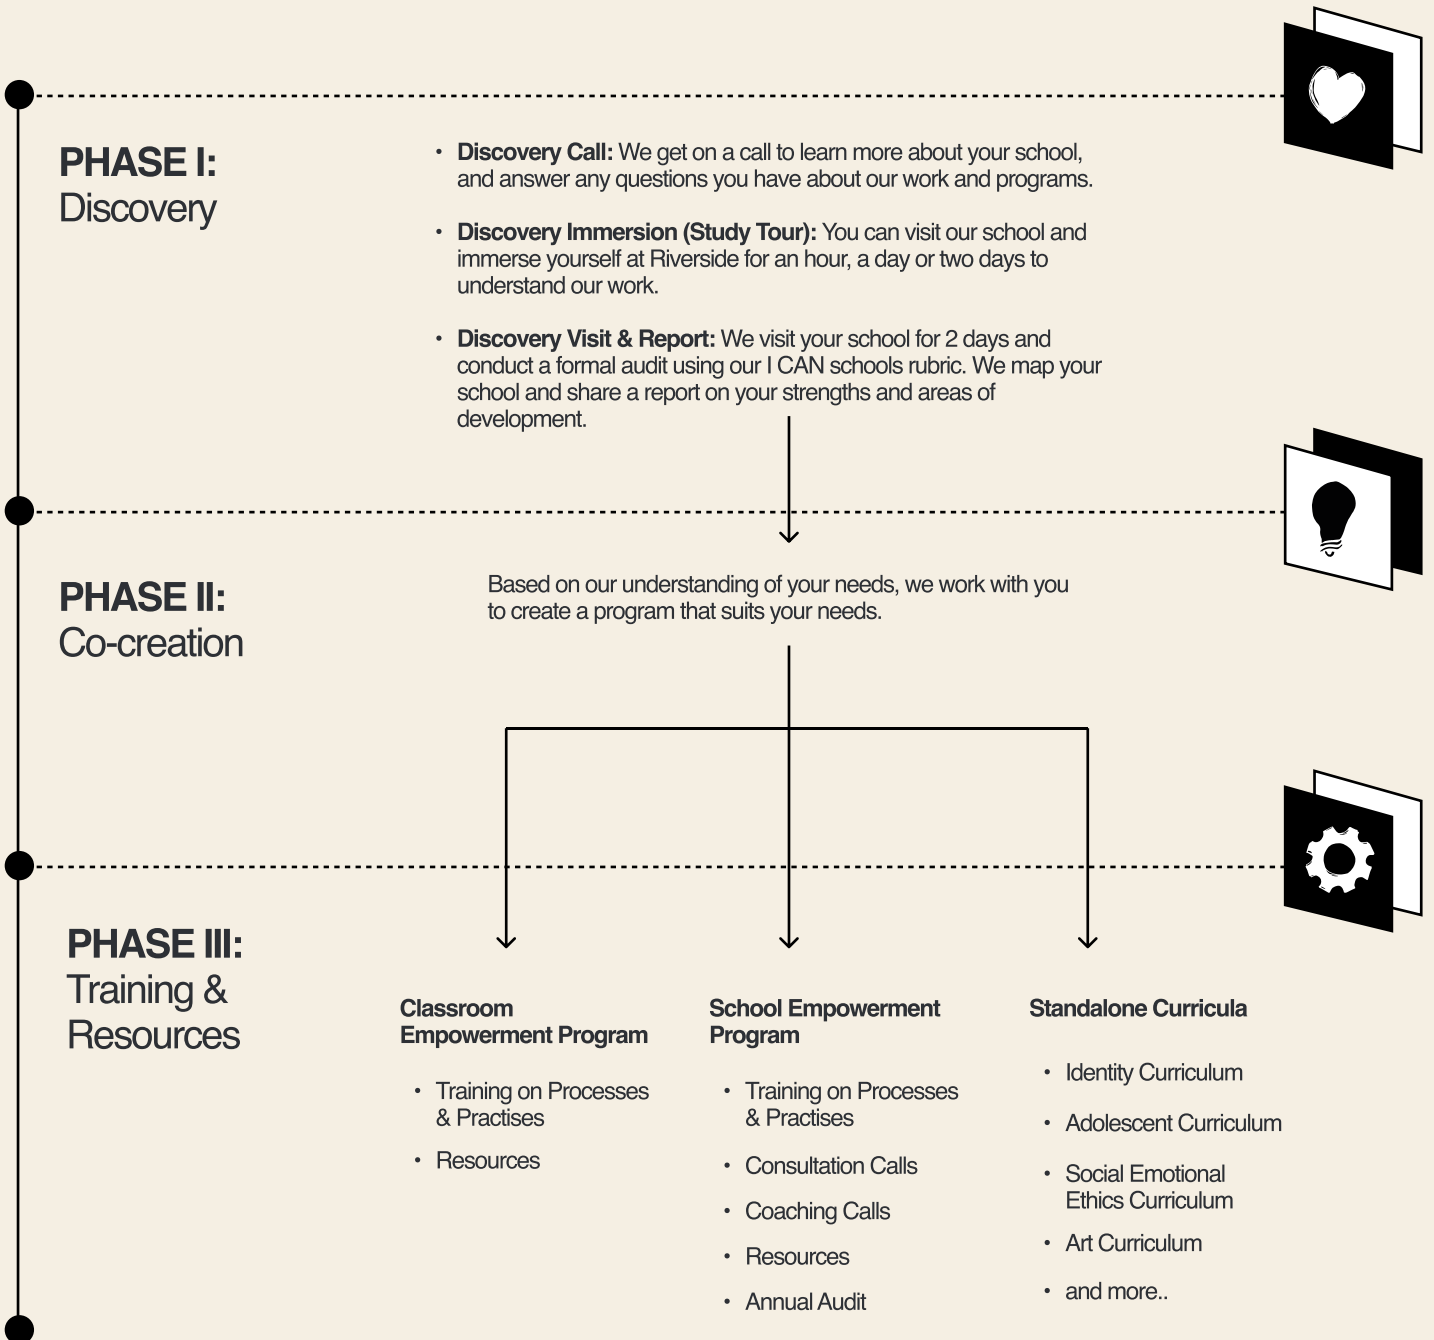 PHASE I:
Discovery
• Discovery Call: We get on a call to learn more about your school,
and answer any questions you have about our work and programs.
• Discovery Immersion (Study Tour): You can visit our school and
immerse yourself at Riverside for an hour, a day or two days to
understand our work.
• Discovery Visit & Report: We visit your school for 2 days and
conduct a formal audit using our I CAN schools rubric. We map your
school and share a report on your strengths and areas of
development.
PHASE II:
Co-creation
Based on our understanding of your needs, we work with you
to create a program that suits your needs.
PHASE III:
Training &
Resources
Classroom
Empowerment Program
• Training on Processes
& Practises
• Resources
School Empowerment
Program
• Training on Processes
& Practises
• Consultation Calls
• Coaching Calls
• Resources
• Annual Audit
Standalone Curricula
• Identity Curriculum
• Adolescent Curriculum
• Social Emotional
Ethics Curriculum
• Art Curriculum
• and more..